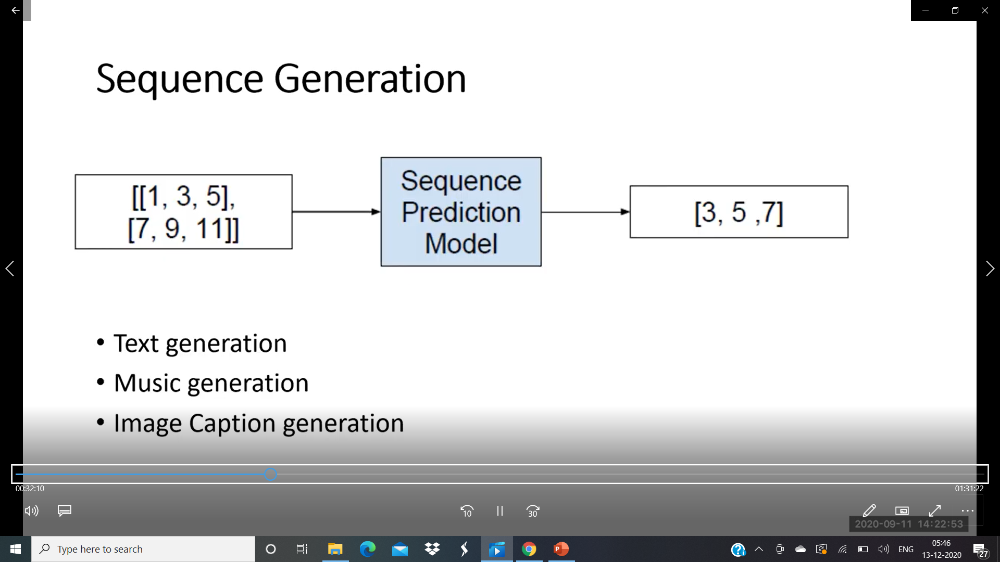 Sequence Generation
[[1, 3, 5],
[7, 9, 11]]
Sequence
Prediction
Model
[3, 5 ,7]
• Text generation
• Music generation
• Image Caption generation
00:32:10
01:31:22
10
30
2020-09-11 14:22:53
Type here to search
ENG
05:46
13-12-2020
27